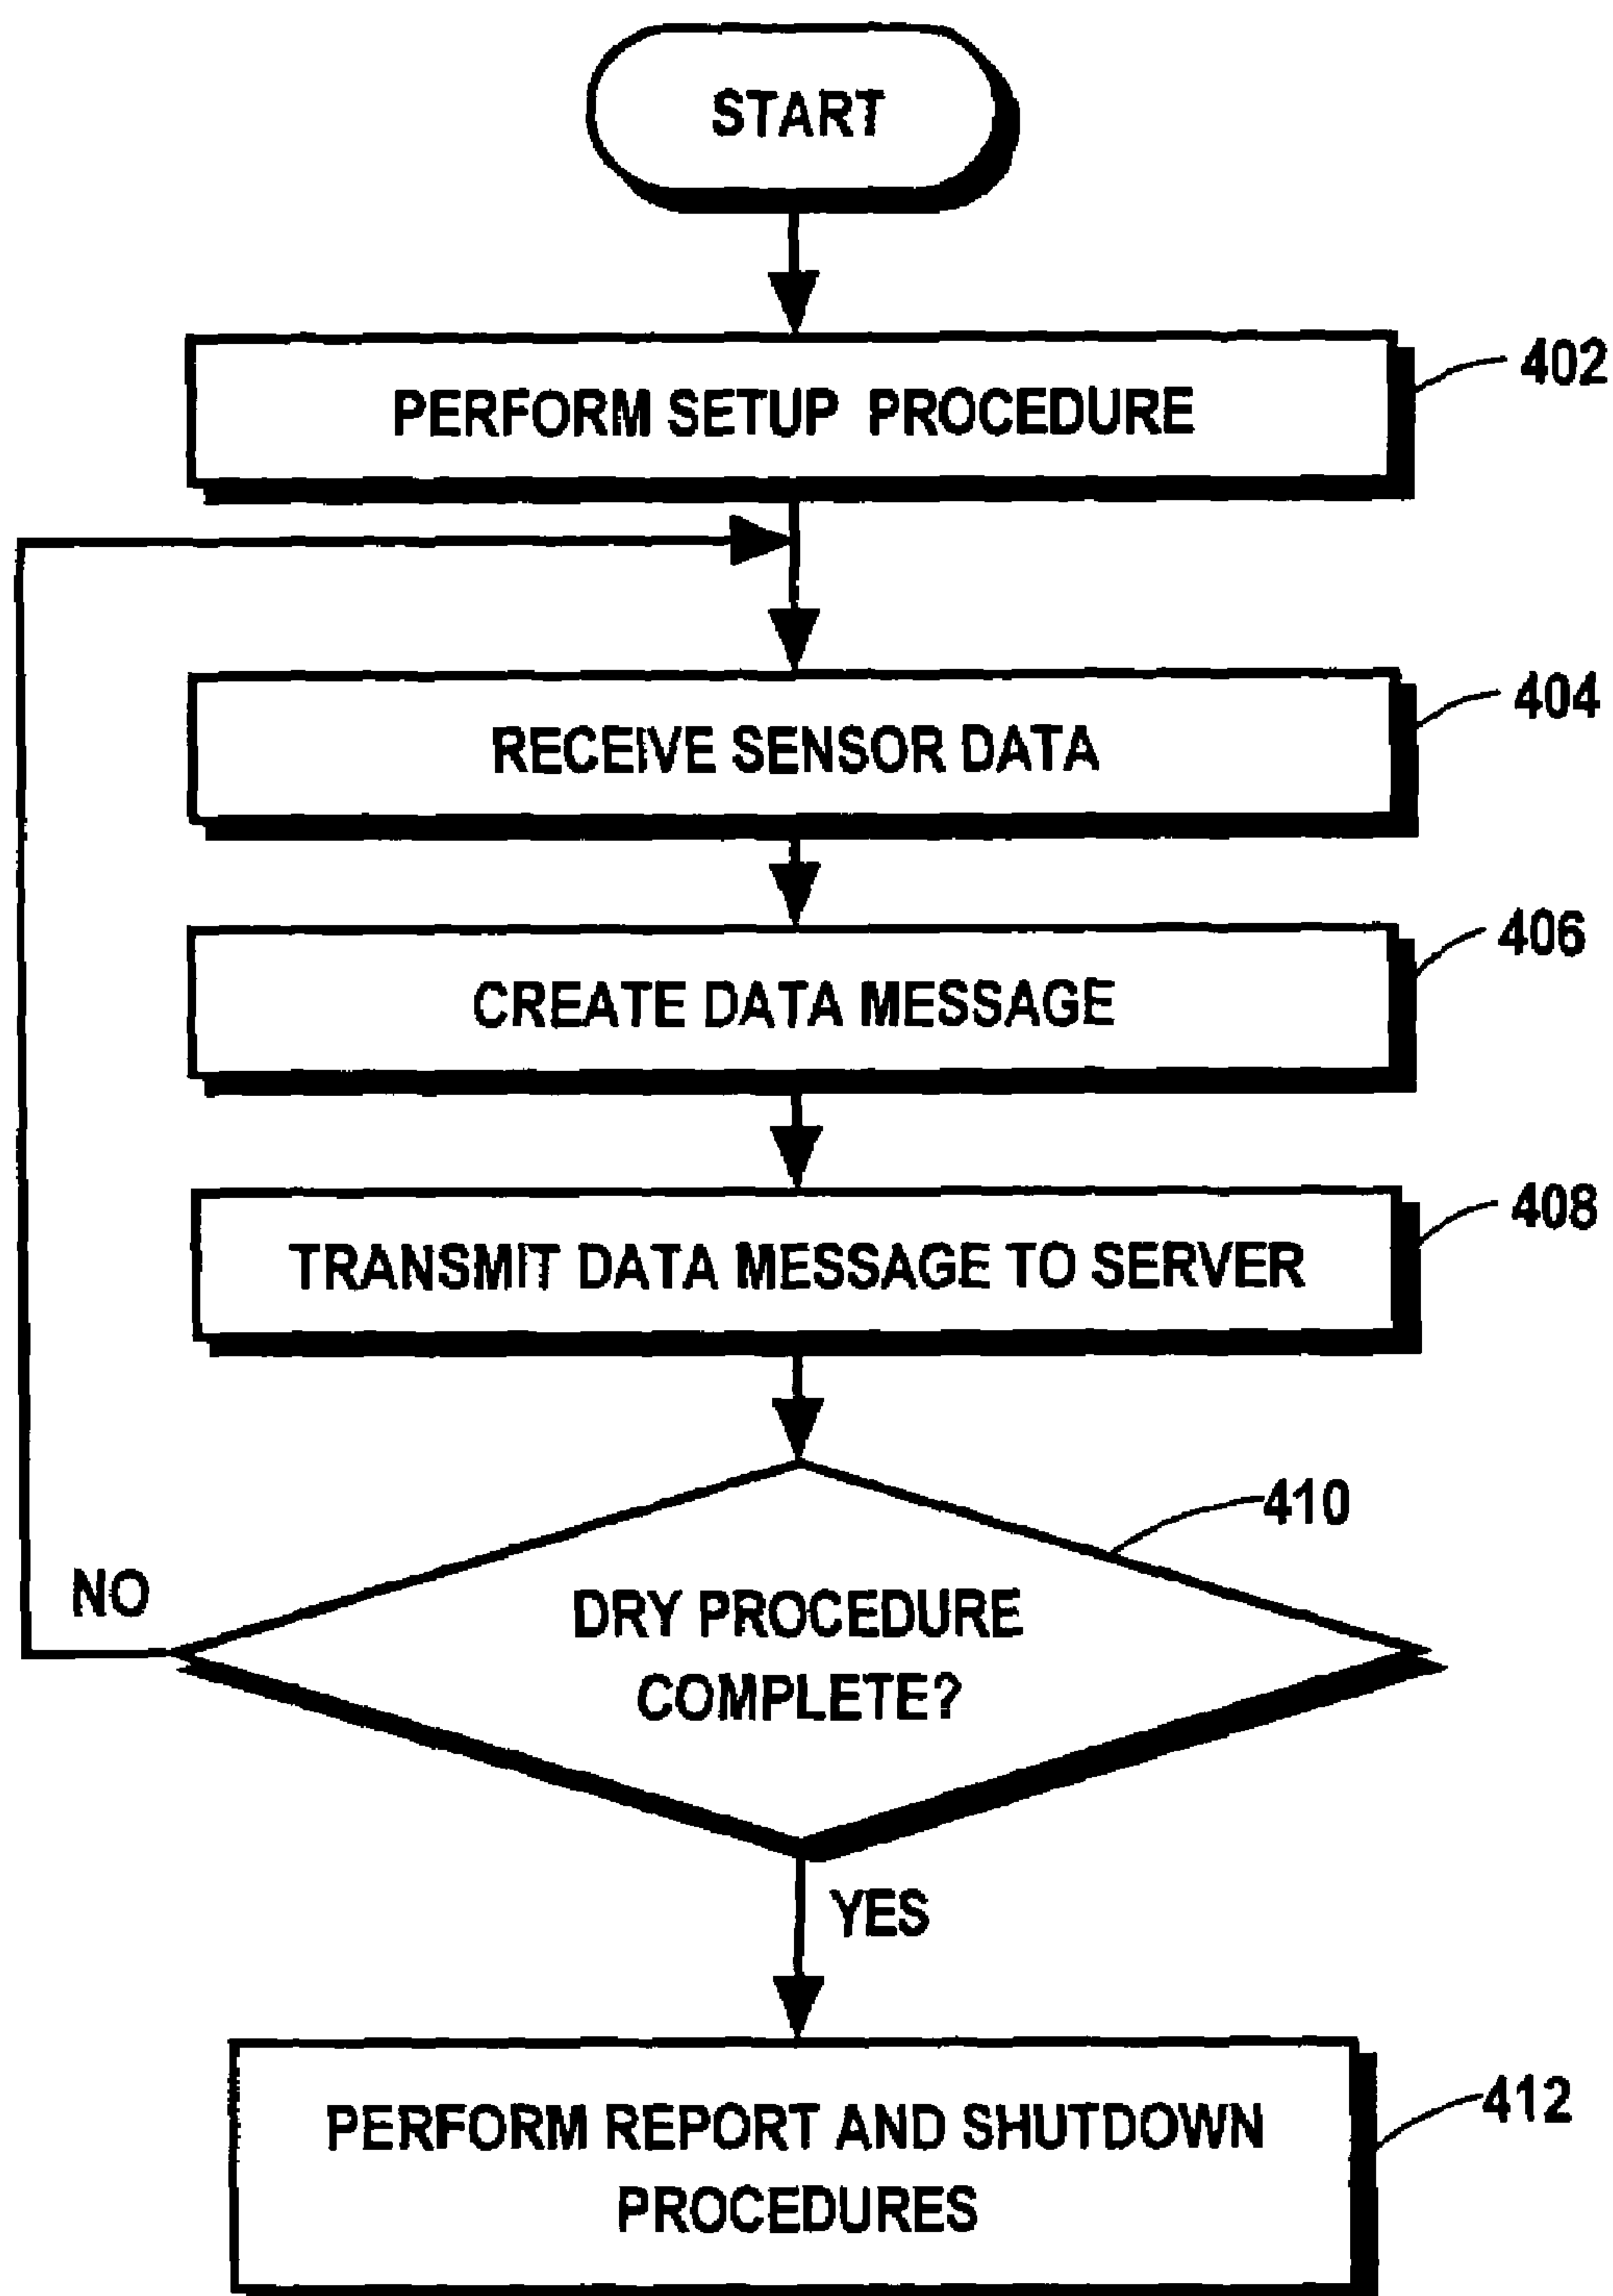 START
PERFORM SETUP PROCEDURE
402
RECEIVE SENSOR DATA
404
CREATE DATA MESSAGE
406
TRANSMIT DATA MESSAGE TO SERVER
408
410
DRY PROCEDURE
COMPLETE?
NO
YES
PERFORM REPORT AND SHUTDOWN
PROCEDURES
412